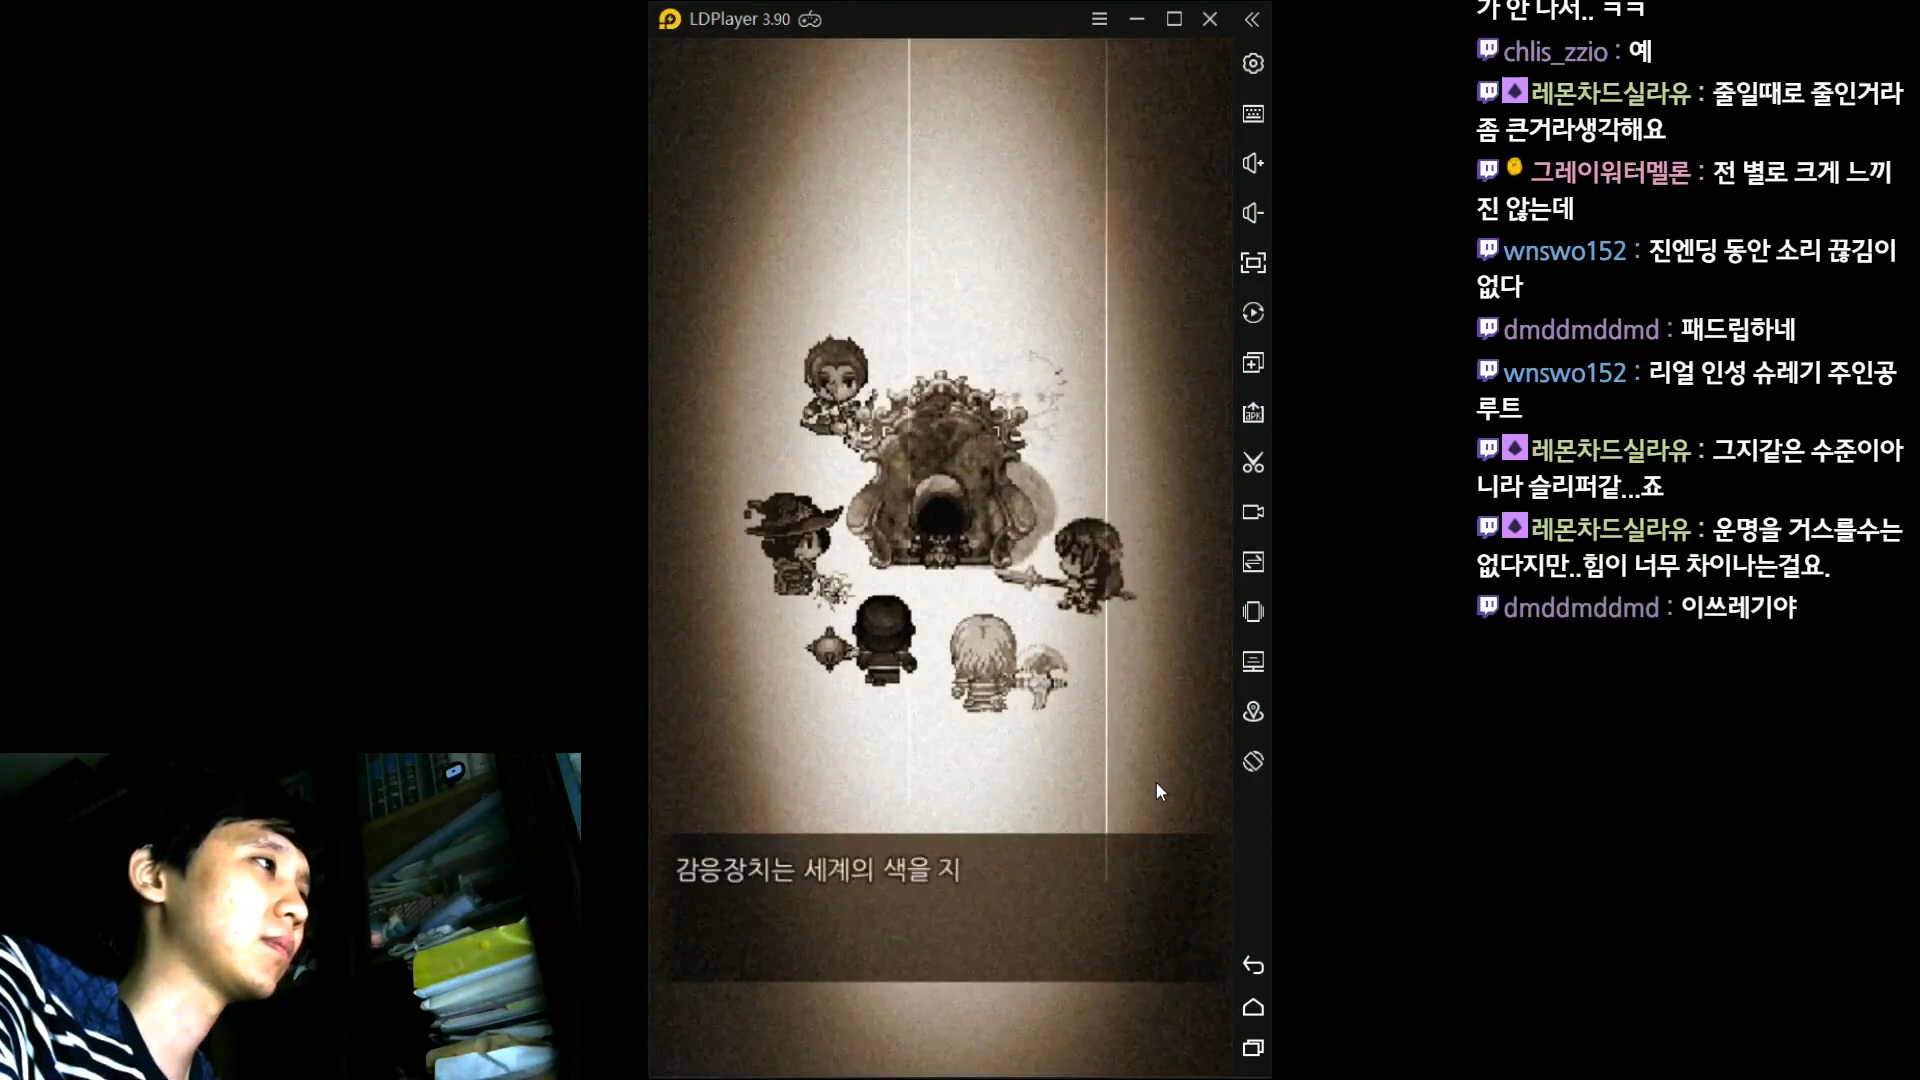 LDPlayer 3.90
감응장치는 세계의 색을 지
가 안 나서.. ㅋㅋ
chlis_zzio : 예
레몬차드실라유 : 줄일때로 줄인거라
좀 큰거라생각해요
그레이워터멜론 : 전 별로 크게 느끼
진 않는데
wnswo152 : 진엔딩 동안 소리 끊김이
없다
dmddmddmd : 패드립하네
wnswo152 : 리얼 인성 슈레기 주인공
루트
레몬차드실라유 : 그지같은 수준이아
니라 슬리퍼같...죠
레몬차드실라유 : 운명을 거스를수는
없다지만..힘이 너무 차이나는걸요.
dmddmddmd : 이쓰레기야